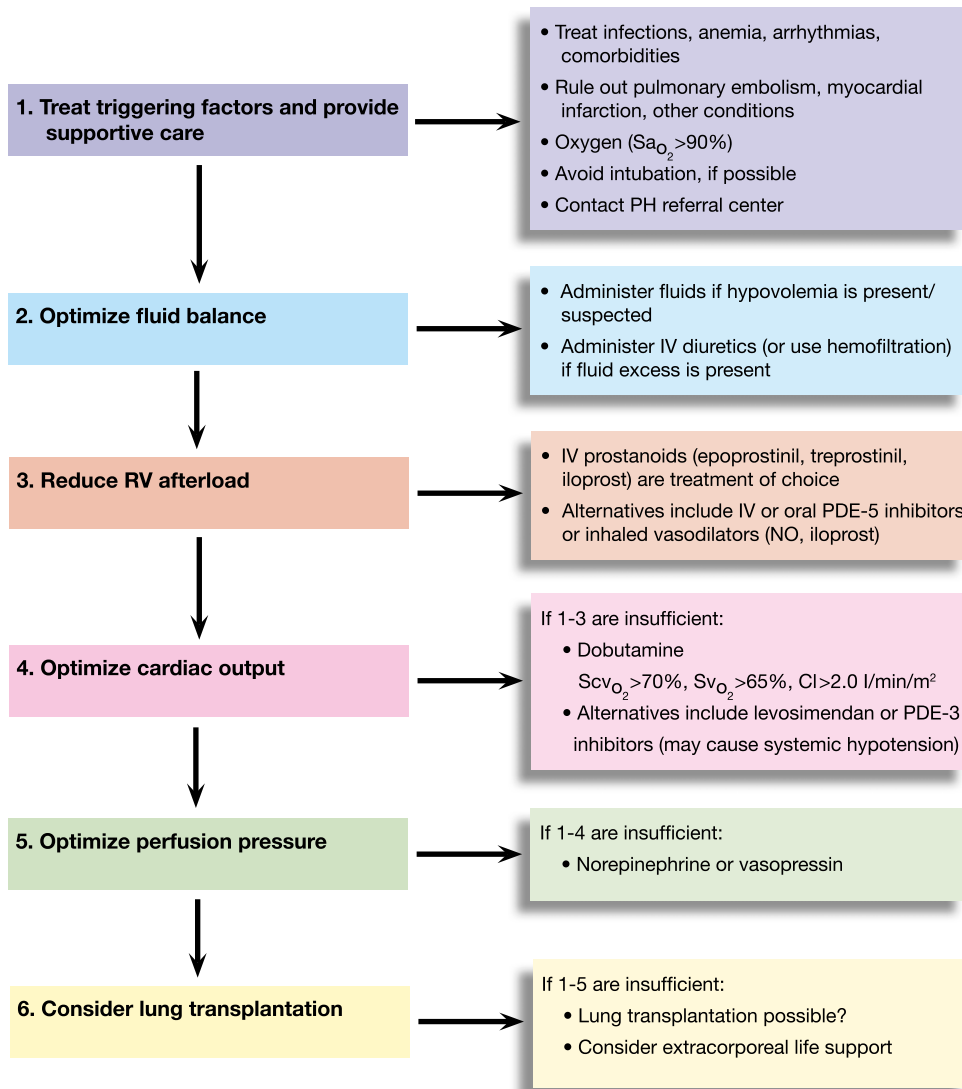 1. Treat triggering factors and provide
supportive care
• Treat infections, anemia, arrhythmias,
comorbidities
• Rule out pulmonary embolism, myocardial
infarction, other conditions
• Oxygen (SaO2>90%)
• Avoid intubation, if possible
• Contact PH referral center
2. Optimize fluid balance
• Administer fluids if hypovolemia is present/
suspected
• Administer IV diuretics (or use hemofiltration)
if fluid excess is present
3. Reduce RV afterload
• IV prostanoids (epoprostinil, treprostinil,
iloprost) are treatment of choice
• Alternatives include IV or oral PDE-5 inhibitors
or inhaled vasodilators (NO, iloprost)
4. Optimize cardiac output
If 1-3 are insufficient:
• Dobutamine
ScvO2>70%, SvO2>65%, CI>2.0 l/min/m²
• Alternatives include levosimendan or PDE-3
inhibitors (may cause systemic hypotension)
5. Optimize perfusion pressure
If 1-4 are insufficient:
• Norepinephrine or vasopressin
6. Consider lung transplantation
If 1-5 are insufficient:
• Lung transplantation possible?
• Consider extracorporeal life support